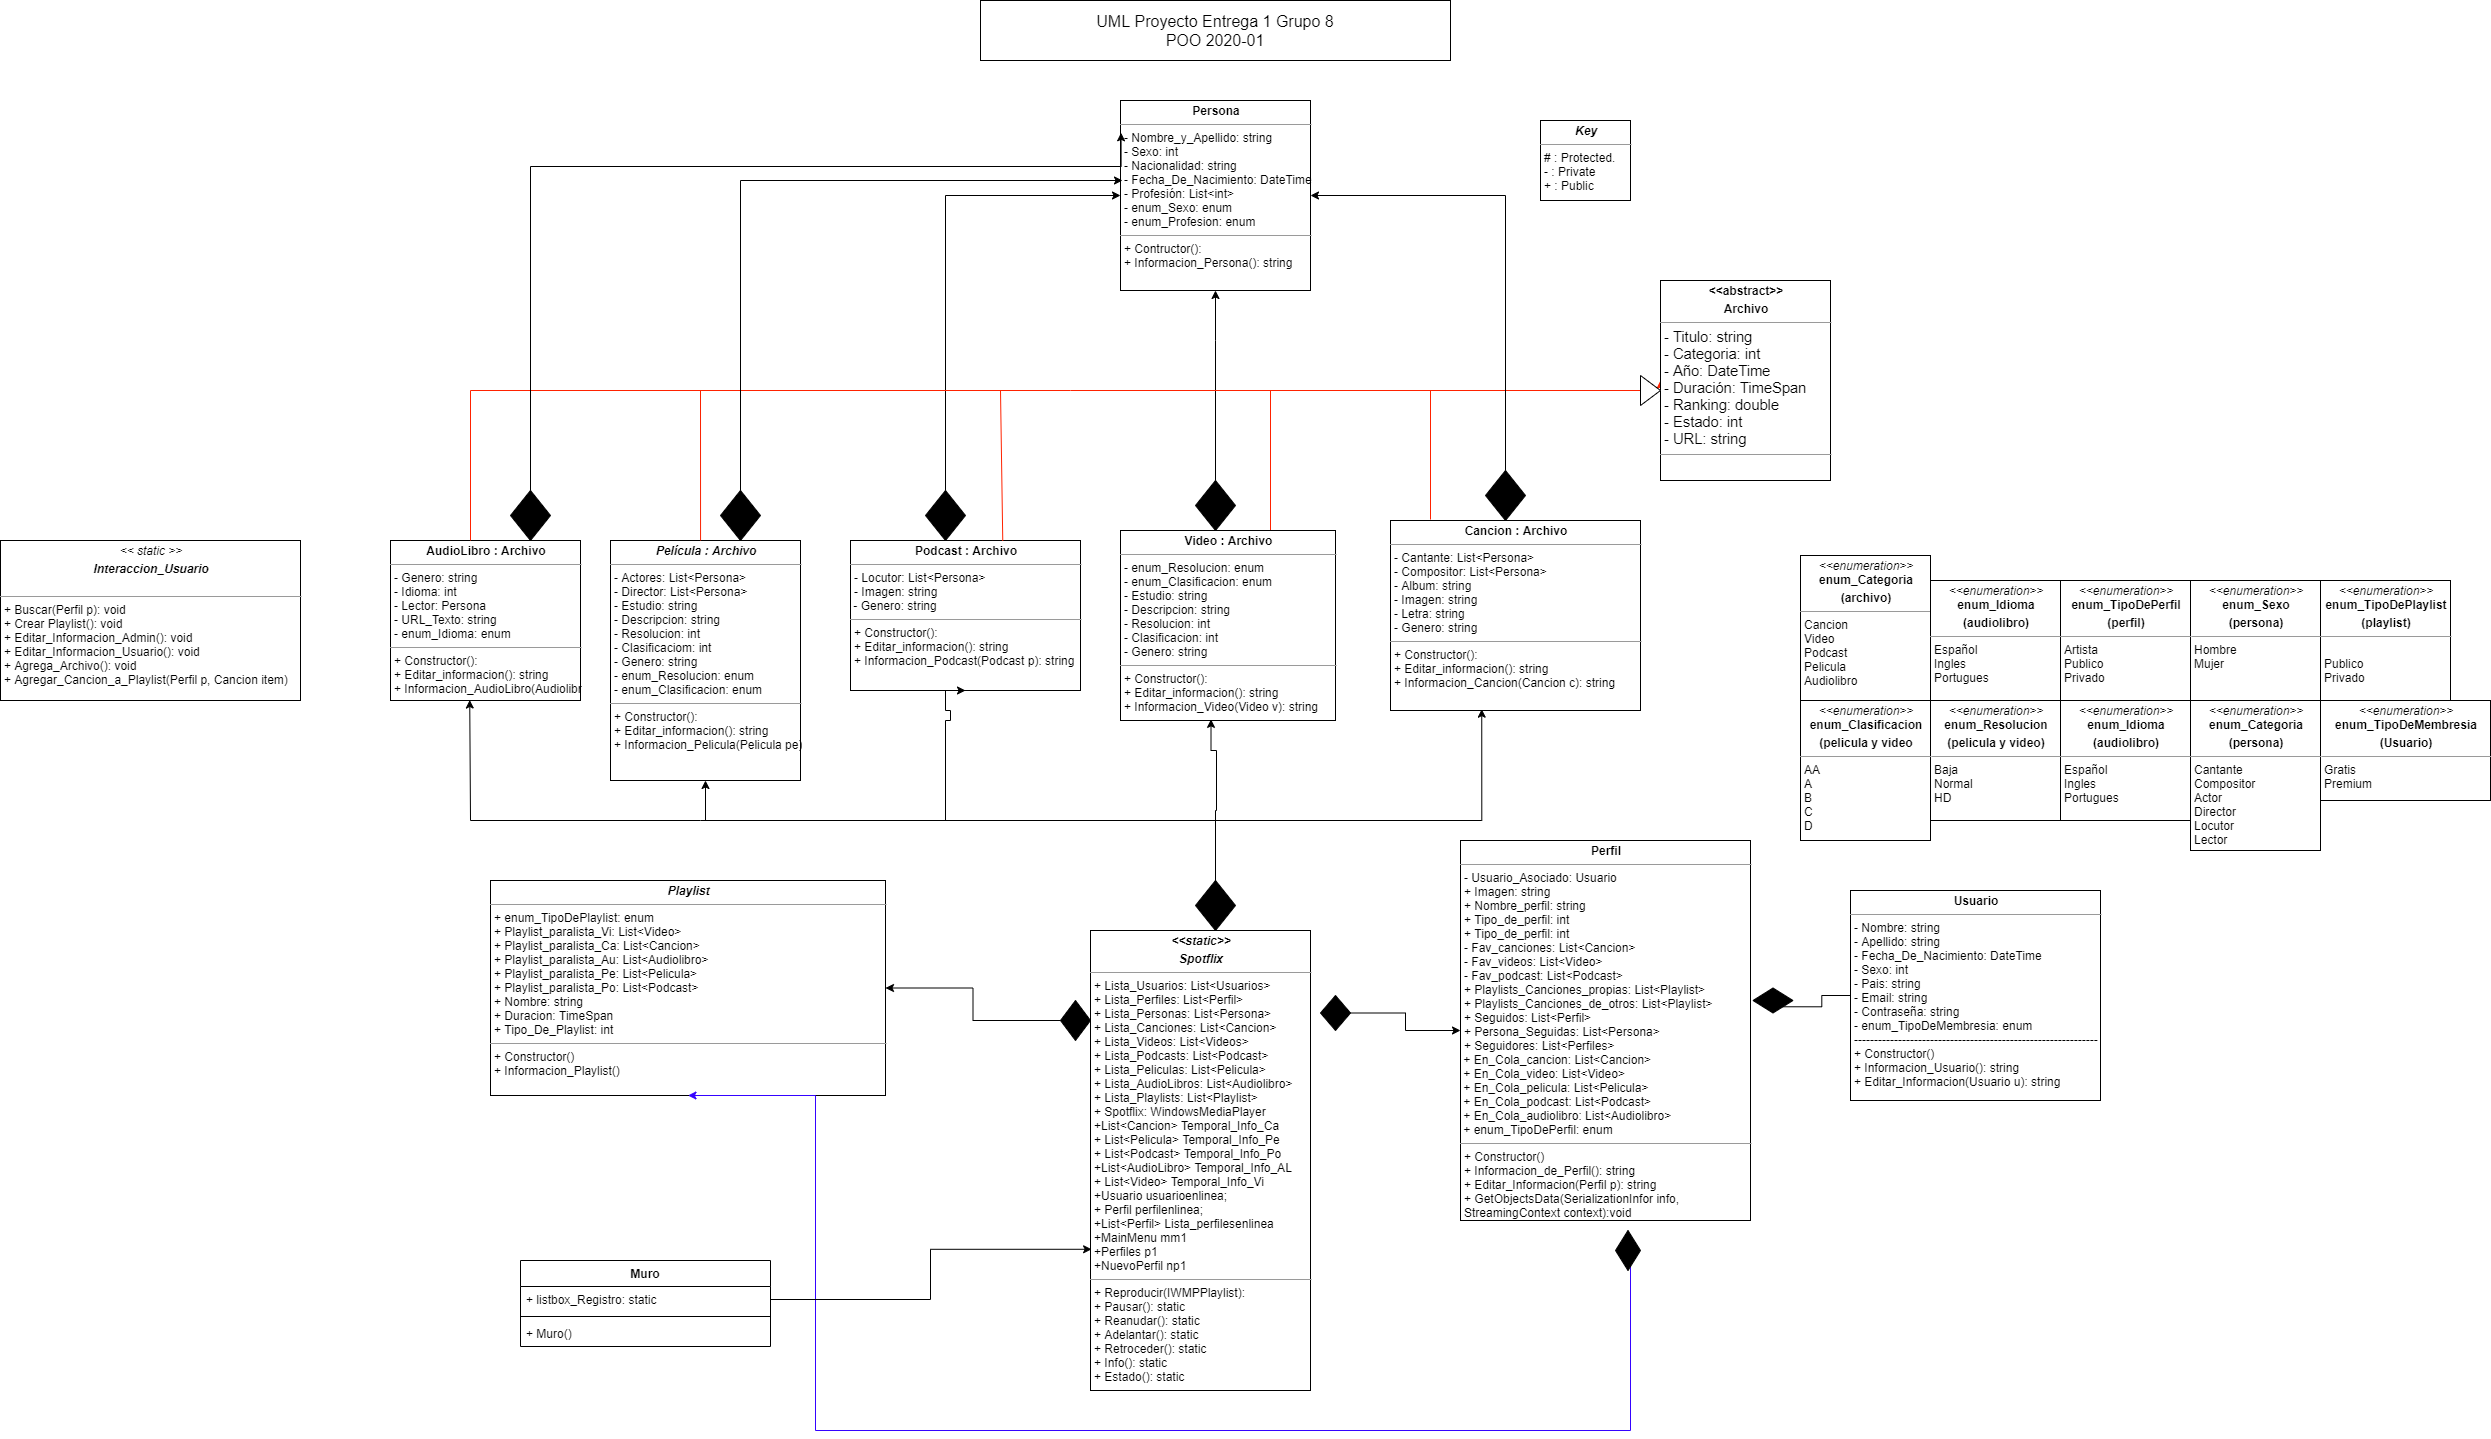 UML Proyecto Entrega 1 Grupo 8
POO 2020-01
Persona
- Nombre_y_Apellido: string
- Sexo: int
- Nacionalidad: string
- Fecha_De_Nacimiento: DateTime
- Profesión: List<int>
- enum_Sexo: enum
- enum_Profesion: enum
+ Contructor():
+ Informacion_Persona(): string
Key
# : Protected.
- : Private
+ : Public
<<abstract>>
Archivo
- Titulo: string
- Categoria: int
- Año: DateTime
- Duración: TimeSpan
- Ranking: double
- Estado: int
- URL: string
<< static >>
Interaccion_Usuario
+ Buscar(Perfil p): void
+ Crear Playlist(): void
+ Editar_Informacion_Admin(): void
+ Editar_Informacion_Usuario(): void
+ Agrega_Archivo(): void
+ Agregar_Cancion_a_Playlist(Perfil p, Cancion item)
AudioLibro : Archivo
- Genero: string
- Idioma: int
- Lector: Persona
- URL_Texto: string
- enum_Idioma: enum
+ Constructor():
+ Editar_informacion(): string
+ Informacion_AudioLibro(Audiolibr
Película : Archivo
- Actores: List<Persona>
- Director: List<Persona>
- Estudio: string
- Descripcion: string
- Resolucion: int
- Clasificaciom: int
- Genero: string
- enum_Resolucion: enum
- enum_Clasificacion: enum
+ Constructor():
+ Editar_informacion(): string
+ Informacion_Pelicula(Pelicula pe)
Podcast : Archivo
- Locutor: List<Persona>
- Imagen: string
- Genero: string
+ Constructor():
+ Editar_informacion(): string
+ Informacion_Podcast(Podcast p): string
Video : Archivo
- enum_Resolucion: enum
- enum_Clasificacion: enum
- Estudio: string
- Descripcion: string
- Resolucion: int
- Clasificacion: int
- Genero: string
+ Constructor():
+ Editar_informacion(): string
+ Informacion_Video(Video v): string
Cancion : Archivo
- Cantante: List<Persona>
- Compositor: List<Persona>
- Album: string
- Imagen: string
- Letra: string
- Genero: string
+ Constructor():
+ Editar_informacion(): string
+ Informacion_Cancion(Cancion c): string
<<enumeration>>
enum_Categoria
(archivo)
Cancion
Video
Podcast
Pelicula
Audiolibro
<<enumeration>>
enum_Idioma
(audiolibro)
Español
Ingles
Portugues
<<enumeration>>
enum_TipoDePerfil
(perfil)
Artista
Publico
Privado
<<enumeration>>
enum_Sexo
(persona)
Hombre
Mujer
<<enumeration>>
enum_TipoDePlaylist
(playlist)
Publico
Privado
<<enumeration>>
enum_Clasificacion
(pelicula y video
AA
A
B
C
D
<<enumeration>>
enum_Resolucion
(pelicula y video)
Baja
Normal
HD
<<enumeration>>
enum_Idioma
(audiolibro)
Español
Ingles
Portugues
<<enumeration>>
enum_Categoria
(persona)
Cantante
Compositor
Actor
Director
Locutor
Lector
<<enumeration>>
enum_TipoDeMembresia
(Usuario)
Gratis
Premium
Playlist
+ enum_TipoDePlaylist: enum
+ Playlist_paralista_Vi: List<Video>
+ Playlist_paralista_Ca: List<Cancion>
+ Playlist_paralista_Au: List<Audiolibro>
+ Playlist_paralista_Pe: List<Pelicula>
+ Playlist_paralista_Po: List<Podcast>
+ Nombre: string
+ Duracion: TimeSpan
+ Tipo_De_Playlist: int
+ Constructor()
+ Informacion_Playlist()
<<static>>
Spotflix
+ Lista_Usuarios: List<Usuarios>
+ Lista_Perfiles: List<Perfil>
+ Lista_Personas: List<Persona>
+ Lista_Canciones: List<Cancion>
+ Lista_Videos: List<Videos>
+ Lista_Podcasts: List<Podcast>
+ Lista_Peliculas: List<Pelicula>
+ Lista_AudioLibros: List<Audiolibro>
+ Lista_Playlists: List<Playlist>
+ Spotflix: WindowsMediaPlayer
+List<Cancion> Temporal_Info_Ca
+ List<Pelicula> Temporal_Info_Pe
+ List<Podcast> Temporal_Info_Po
+List<AudioLibro> Temporal_Info_AL
+ List<Video> Temporal_Info_Vi
+Usuario usuarioenlinea;
+ Perfil perfilenlinea;
+List<Perfil> Lista_perfilesenlinea
+MainMenu mm1
+Perfiles p1
+NuevoPerfil np1
+ Reproducir(IWMPPlaylist):
+ Pausar(): static
+ Reanudar(): static
+ Adelantar(): static
+ Retroceder(): static
+ Info(): static
+ Estado(): static
Perfil
- Usuario_Asociado: Usuario
+ Imagen: string
+ Nombre_perfil: string
+ Tipo_de_perfil: int
+ Tipo_de_perfil: int
- Fav_canciones: List<Cancion>
- Fav_videos: List<Video>
- Fav_podcast: List<Podcast>
+ Playlists_Canciones_propias: List<Playlist>
+ Playlists_Canciones_de_otros: List<Playlist>
+ Seguidos: List<Perfil>
+ Persona_Seguidas: List<Persona>
+ Seguidores: List<Perfiles>
+ En_Cola_cancion: List<Cancion>
+ En_Cola_video: List<Video>
+ En_Cola_pelicula: List<Pelicula>
+ En_Cola_podcast: List<Podcast>
+ En_Cola_audiolibro: List<Audiolibro>
+ enum_TipoDePerfil: enum
+ Constructor()
+ Informacion_de_Perfil(): string
+ Editar_Informacion(Perfil p): string
+ GetObjectsData(SerializationInfor info,
StreamingContext context):void
Usuario
- Nombre: string
- Apellido: string
- Fecha_De_Nacimiento: DateTime
- Sexo: int
- Pais: string
- Email: string
- Contraseña: string
- enum_TipoDeMembresia: enum
+ Constructor()
+ Informacion_Usuario(): string
+ Editar_Informacion(Usuario u): string
Muro
+ listbox_Registro: static
+ Muro()